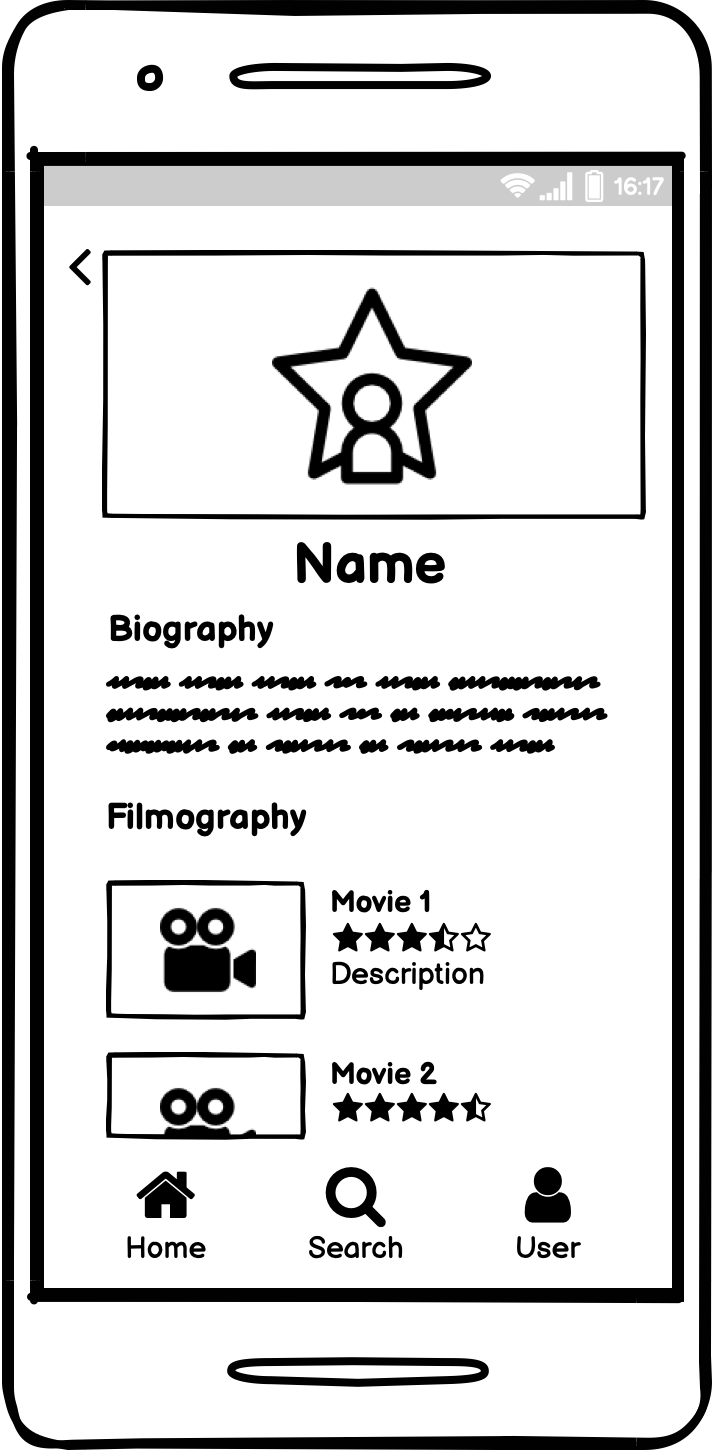 16:17
Name
Biography
Filmography
Movie 1
Description
Movie 2
Home
Search
User